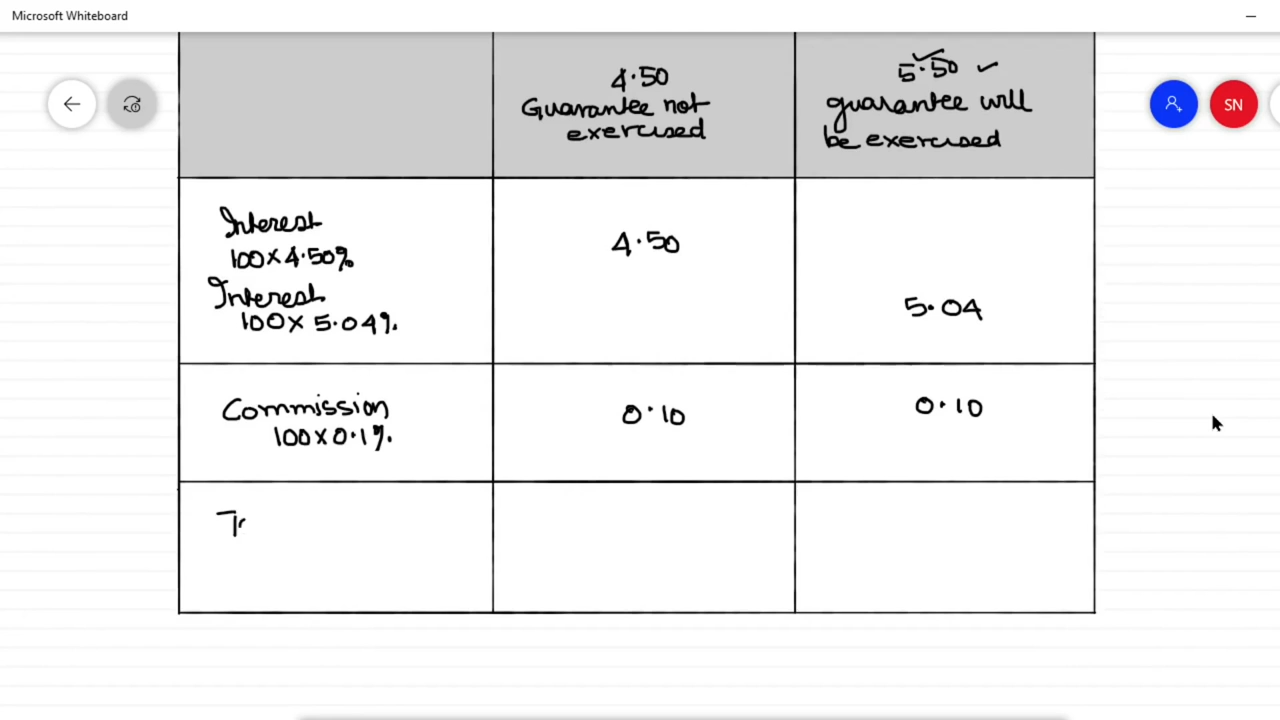 Microsoft Whiteboard
SN
4.50
Guarantee not
exercised
5.50
guarantee will
be exercised
Interest
100 x 4.50%
4.50
Interest
100 x 5.04%
5.04
Commission
100 x 0.1%
0.10
0.10